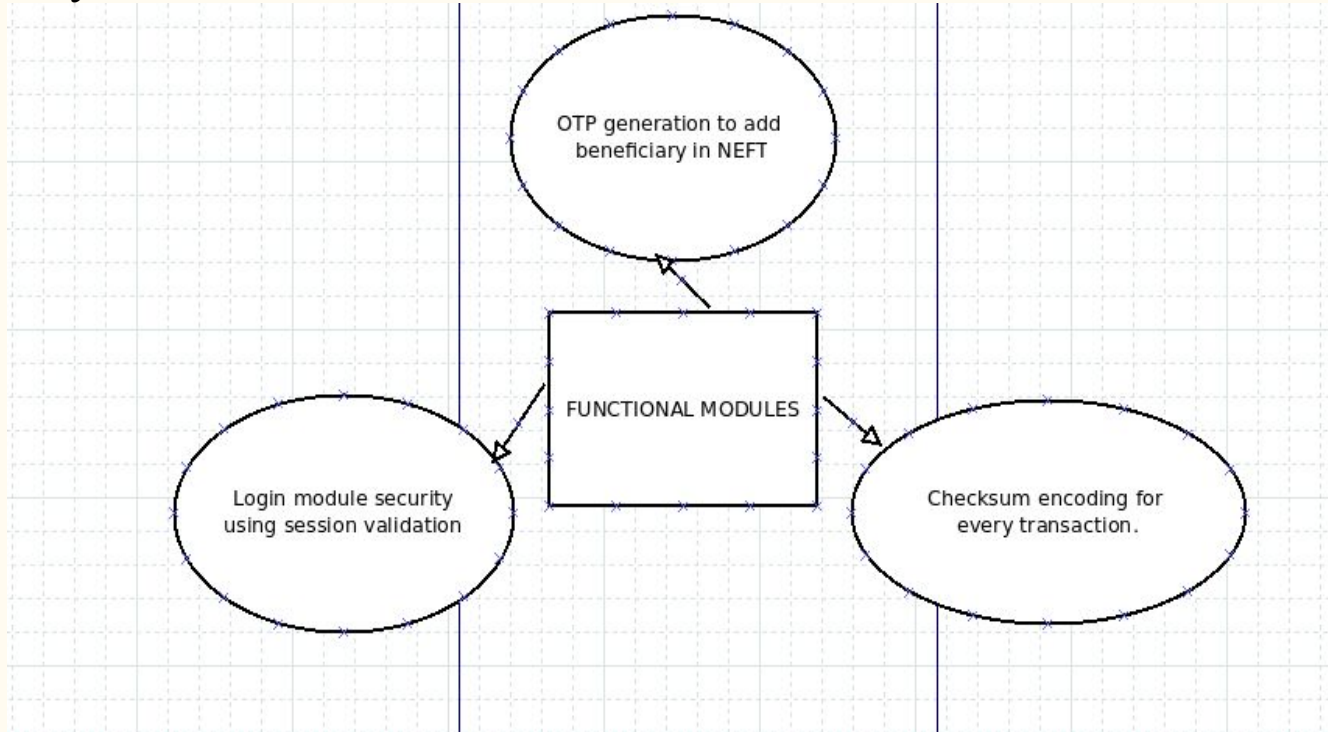 OTP generation to add
beneficiary in NEFT
FUNCTIONAL MODULES
Login module security
using session validation
Checksum encoding for
every transaction.